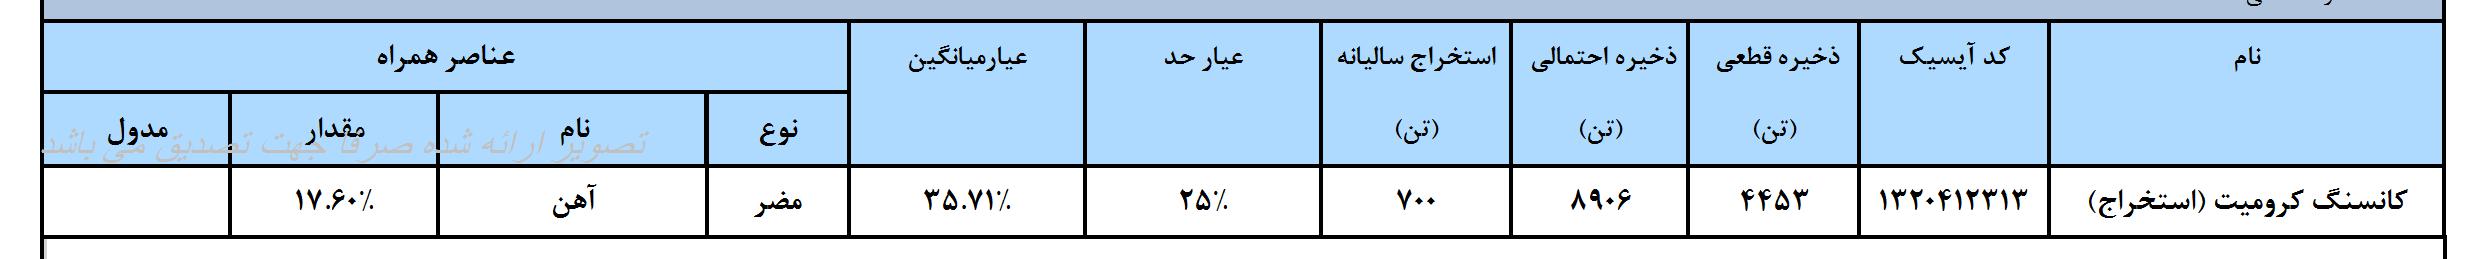 نام
کد آیسیک
ذخیره قطعی
(تن)
ذخیره احتمالی
(تن)
استخراج سالیانه
(تن)
عیار حد
عیارمیانگین
عناصر همراه
نوع
نام
مقدار
مدول
تصویر ارائه شده صرفا جهت تصدیق می باشد
کانسنگ کرومیت (استخراج)
۱۳۲۰۴۱۲۳۱۳
۴۴۵۳
۸۹۰۶
۷۰۰
۲۵٪
۳۵.۷۱٪
مضر
آهن
۱۷.۶۰٪